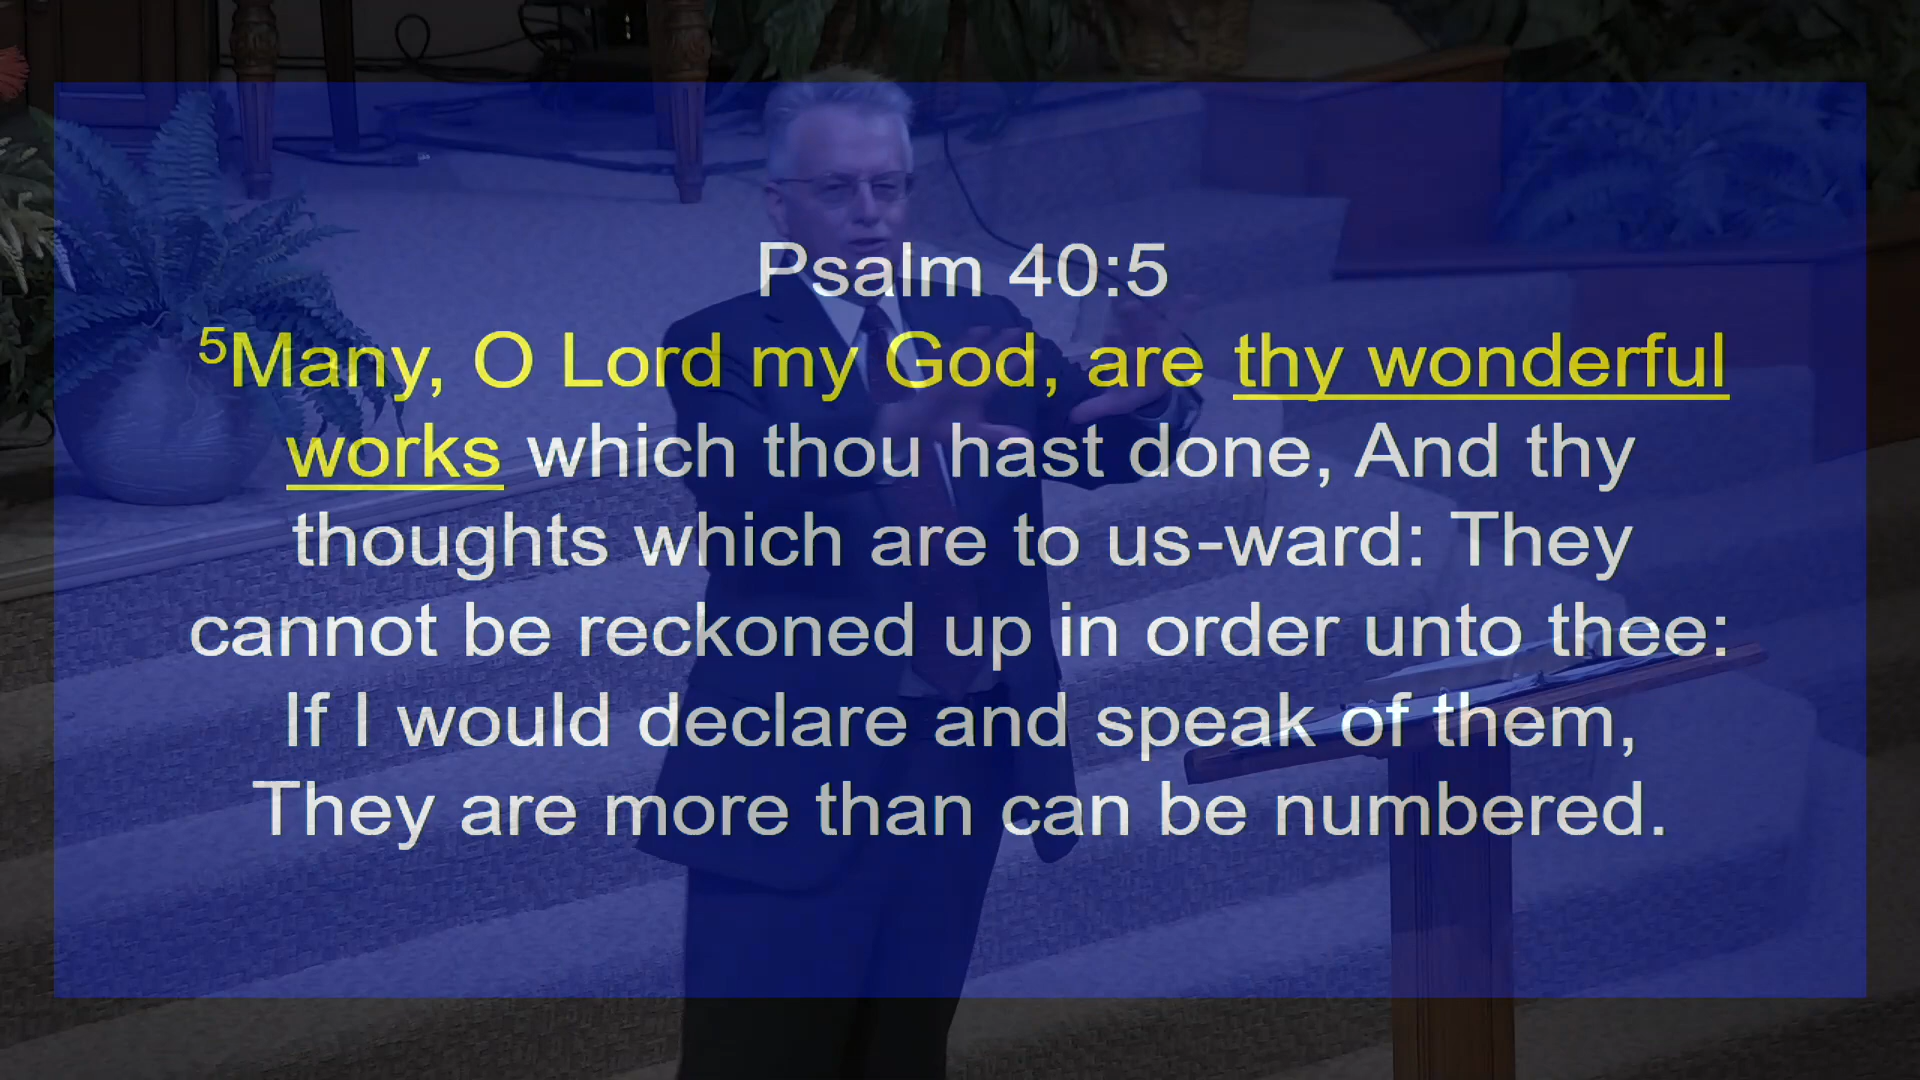 Psalm 40:5
5Many, O Lord my God, are thy wonderful
works which thou hast done, And thy
thoughts which are to us-ward: They
cannot be reckoned up in order unto thee:
If I would declare and speak of them,
They are more than can be numbered.